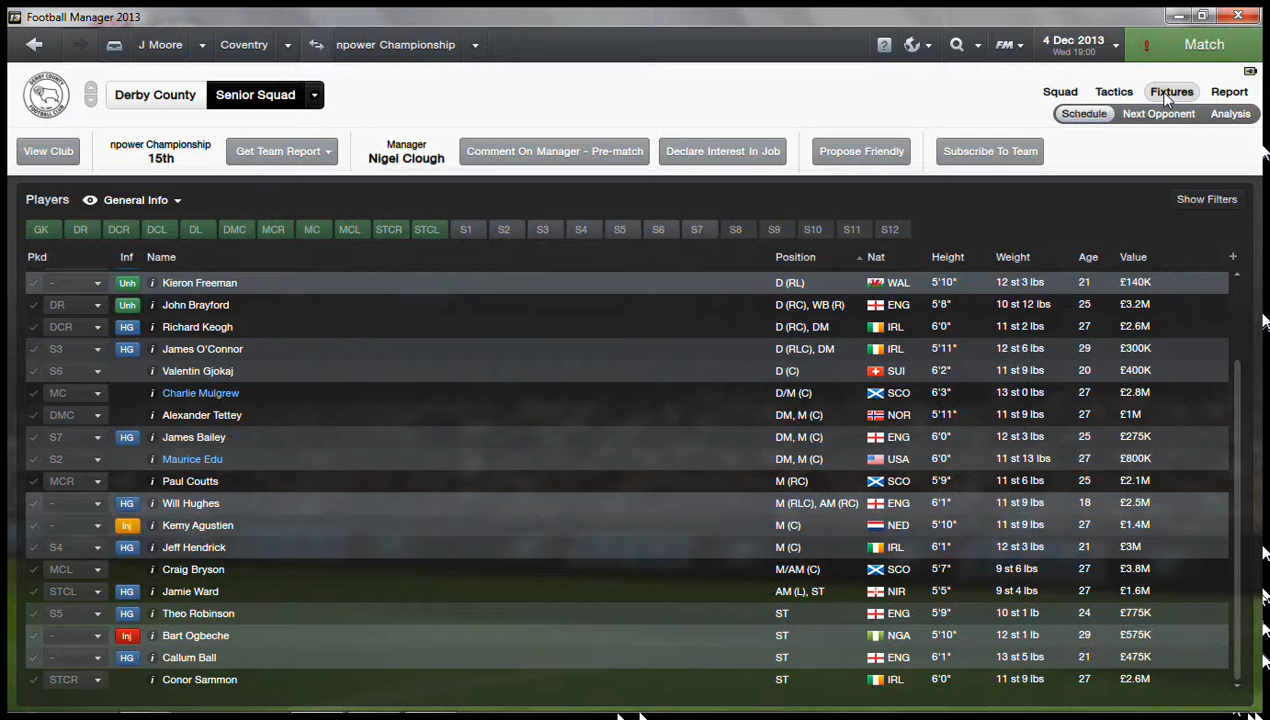 Football Manager 2013
J Moore Coventry npower Championship ? FM 4 Dec 2013 Wed 19:00 ! Match
Derby County Senior Squad Squad Tactics Fixtures Report
Schedule Next Opponent Analysis
View Club npower Championship 15th Get Team Report Manager Nigel Clough Comment On Manager - Pre-match Declare Interest In Job Propose Friendly Subscribe To Team
Players General Info Show Filters
GK DR DCR DCL DL DMC MCR MC MCL STCR STCL S1 S2 S3 S4 S5 S6 S7 S8 S9 S10 S11 S12
Pkd Inf Name Position Nat Height Weight Age Value +
- Unh i Kieron Freeman D (RL) WAL 5'10" 12 st 3 lbs 21 £140K
DR Unh i John Brayford D (RC), WB (R) ENG 5'8" 10 st 12 lbs 25 £3.2M
DCR HG i Richard Keogh D (RC), DM IRL 6'0" 11 st 2 lbs 27 £2.6M
S3 HG i James O'Connor D (RLC), DM IRL 5'11" 12 st 6 lbs 29 £300K
S6 i Valentin Gjokaj D (C) SUI 6'2" 11 st 9 lbs 20 £400K
MC i Charlie Mulgrew D/M (C) SCO 6'3" 13 st 0 lbs 27 £2.8M
DMC i Alexander Tettey DM, M (C) NOR 5'11" 11 st 9 lbs 27 £1M
S7 HG i James Bailey DM, M (C) ENG 6'0" 12 st 3 lbs 25 £275K
S2 i Maurice Edu DM, M (C) USA 6'0" 11 st 13 lbs 27 £800K
MCR i Paul Coutts M (RC) SCO 5'9" 11 st 6 lbs 25 £2.1M
- HG i Will Hughes M (RLC), AM (RC) ENG 6'1" 11 st 9 lbs 18 £2.5M
- Inj i Kemy Agustien M (C) NED 5'10" 11 st 9 lbs 27 £1.4M
S4 HG i Jeff Hendrick M (C) IRL 6'1" 12 st 3 lbs 21 £3M
MCL i Craig Bryson M/AM (C) SCO 5'7" 9 st 6 lbs 27 £3.8M
STCL HG i Jamie Ward AM (L), ST NIR 5'5" 9 st 4 lbs 27 £1.6M
S5 HG i Theo Robinson ST ENG 5'9" 10 st 1 lb 24 £775K
- Inj i Bart Ogbeche ST NGA 5'10" 12 st 1 lb 29 £575K
- HG i Callum Ball ST ENG 6'1" 13 st 5 lbs 21 £475K
STCR i Conor Sammon ST IRL 6'0" 11 st 9 lbs 27 £2.6M